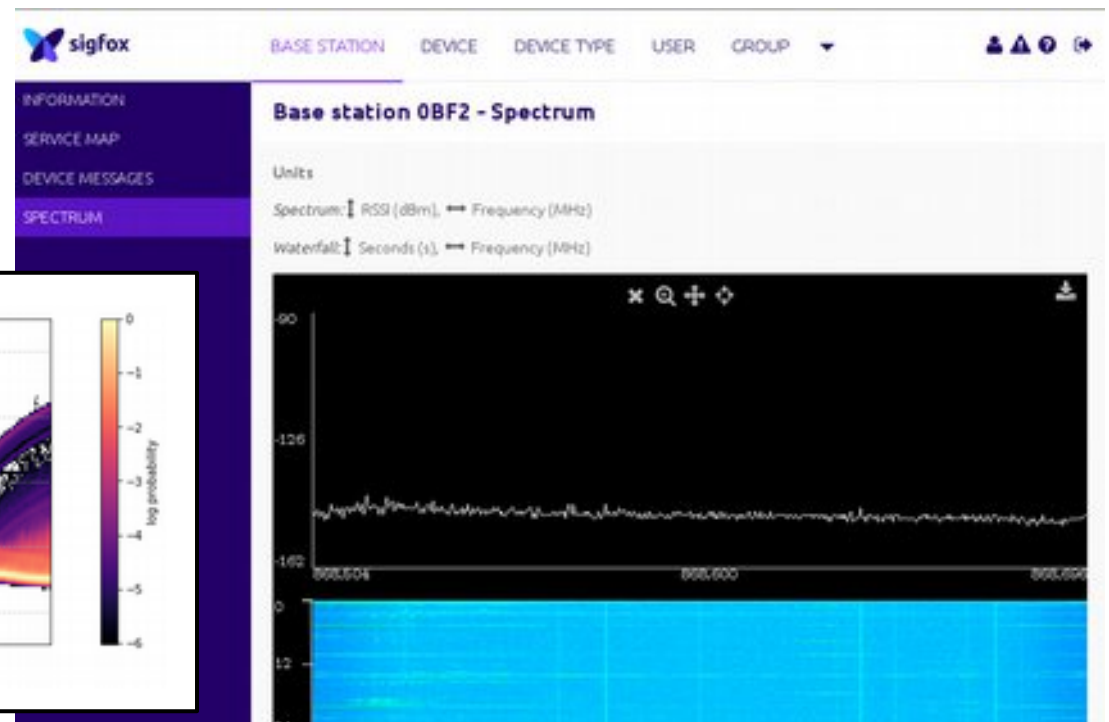 sigfox
BASE STATION DEVICE DEVICE TYPE USER GROUP
INFORMATION
SERVICE MAP
DEVICE MESSAGES
SPECTRUM
Base station 0BF2 - Spectrum
Units
Spectrum: RSSI (dBm), Frequency (MHz)
Waterfall: Seconds (s), Frequency (MHz)
-90
-126
-162
868.504 868.600 868.696
0
12
0
-1
-2
-3
-4
-5
-6
log probability